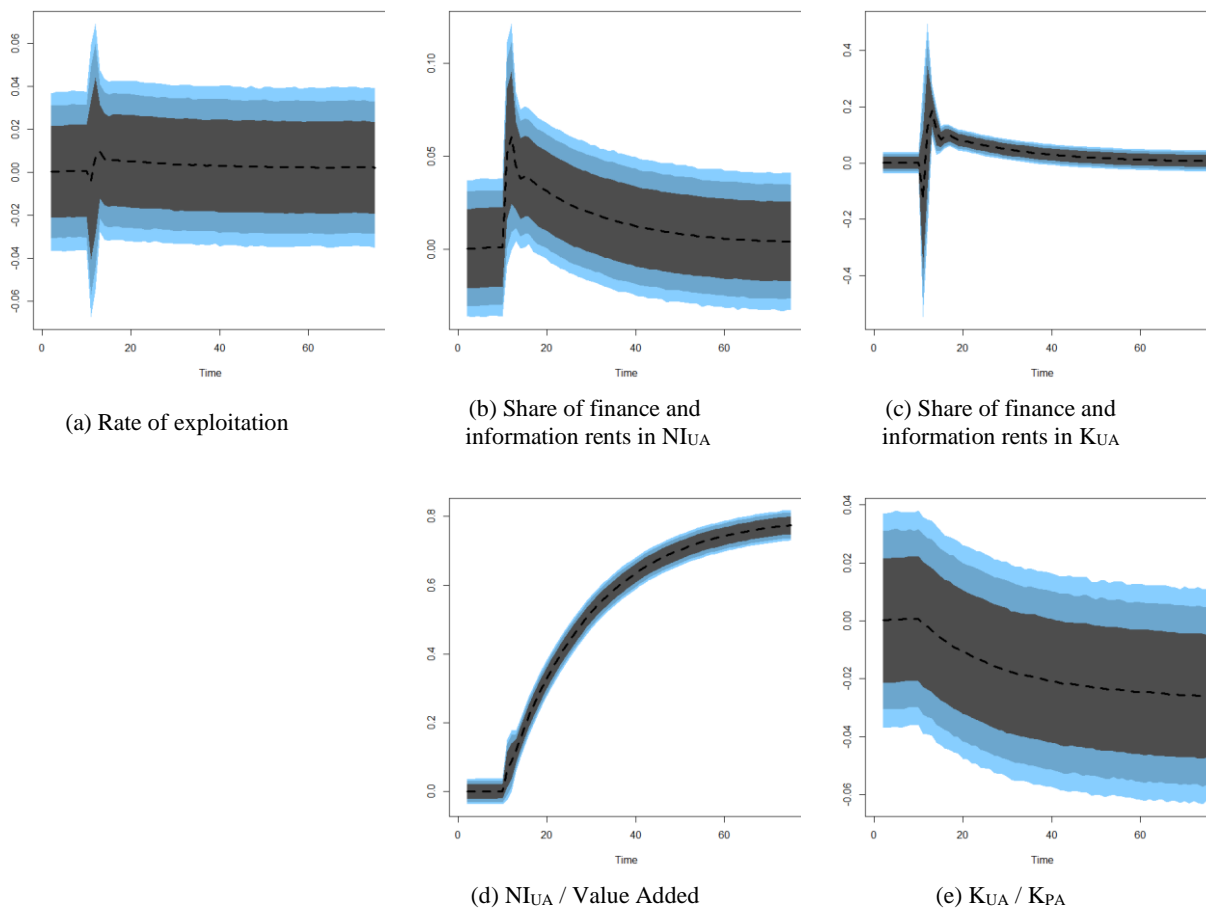 0.06
0.04
0.02
0.00
-0.02
-0.04
-0.06
0 20 40 60
Time
(a) Rate of exploitation
0.10
0.05
0.00
0 20 40 60
Time
(b) Share of finance and
information rents in NIUA
0.4
0.2
0.0
-0.2
-0.4
0 20 40 60
Time
(c) Share of finance and
information rents in KUA
0.8
0.6
0.4
0.2
0.0
0 20 40 60
Time
(d) NIUA / Value Added
0.04
0.02
0.00
-0.02
-0.04
-0.06
0 20 40 60
Time
(e) KUA / KPA